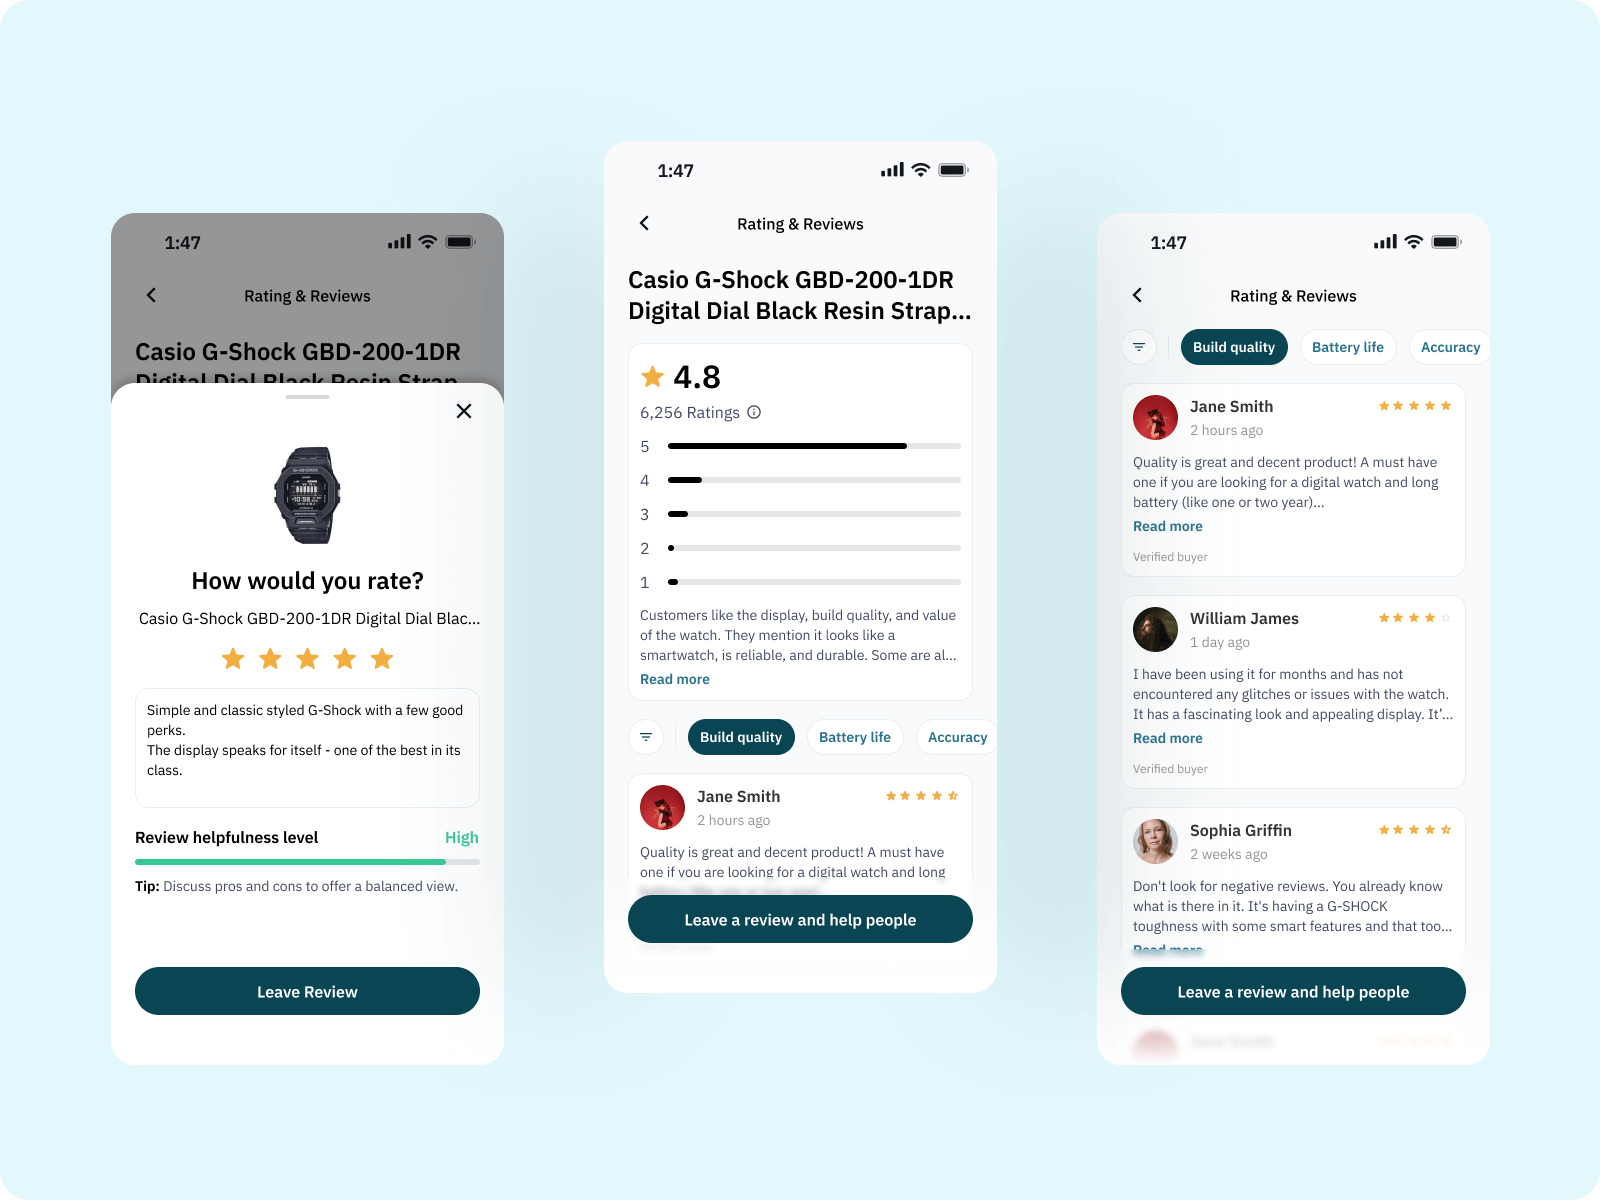 1:47
Rating & Reviews
Casio G-Shock GBD-200-1DR
Digital Dial Black Resin Strap
How would you rate?
Casio G-Shock GBD-200-1DR Digital Dial Blac...
Simple and classic styled G-Shock with a few good
perks.
The display speaks for itself - one of the best in its
class.
Review helpfulness level
High
Tip: Discuss pros and cons to offer a balanced view.
Leave Review
1:47
Rating & Reviews
Casio G-Shock GBD-200-1DR
Digital Dial Black Resin Strap...
4.8
6,256 Ratings
5
4
3
2
1
Customers like the display, build quality, and value
of the watch. They mention it looks like a
smartwatch, is reliable, and durable. Some are al...
Read more
Build quality
Battery life
Accuracy
Jane Smith
2 hours ago
Quality is great and decent product! A must have
one if you are looking for a digital watch and long
Leave a review and help people
1:47
Rating & Reviews
Build quality
Battery life
Accuracy
Jane Smith
2 hours ago
Quality is great and decent product! A must have
one if you are looking for a digital watch and long
battery (like one or two year)...
Read more
Verified buyer
William James
1 day ago
I have been using it for months and has not
encountered any glitches or issues with the watch.
It has a fascinating look and appealing display. It'...
Read more
Verified buyer
Sophia Griffin
2 weeks ago
Don't look for negative reviews. You already know
what is there in it. It's having a G-SHOCK
toughness with some smart features and that too...
Read more
Leave a review and help people
Jane Smith